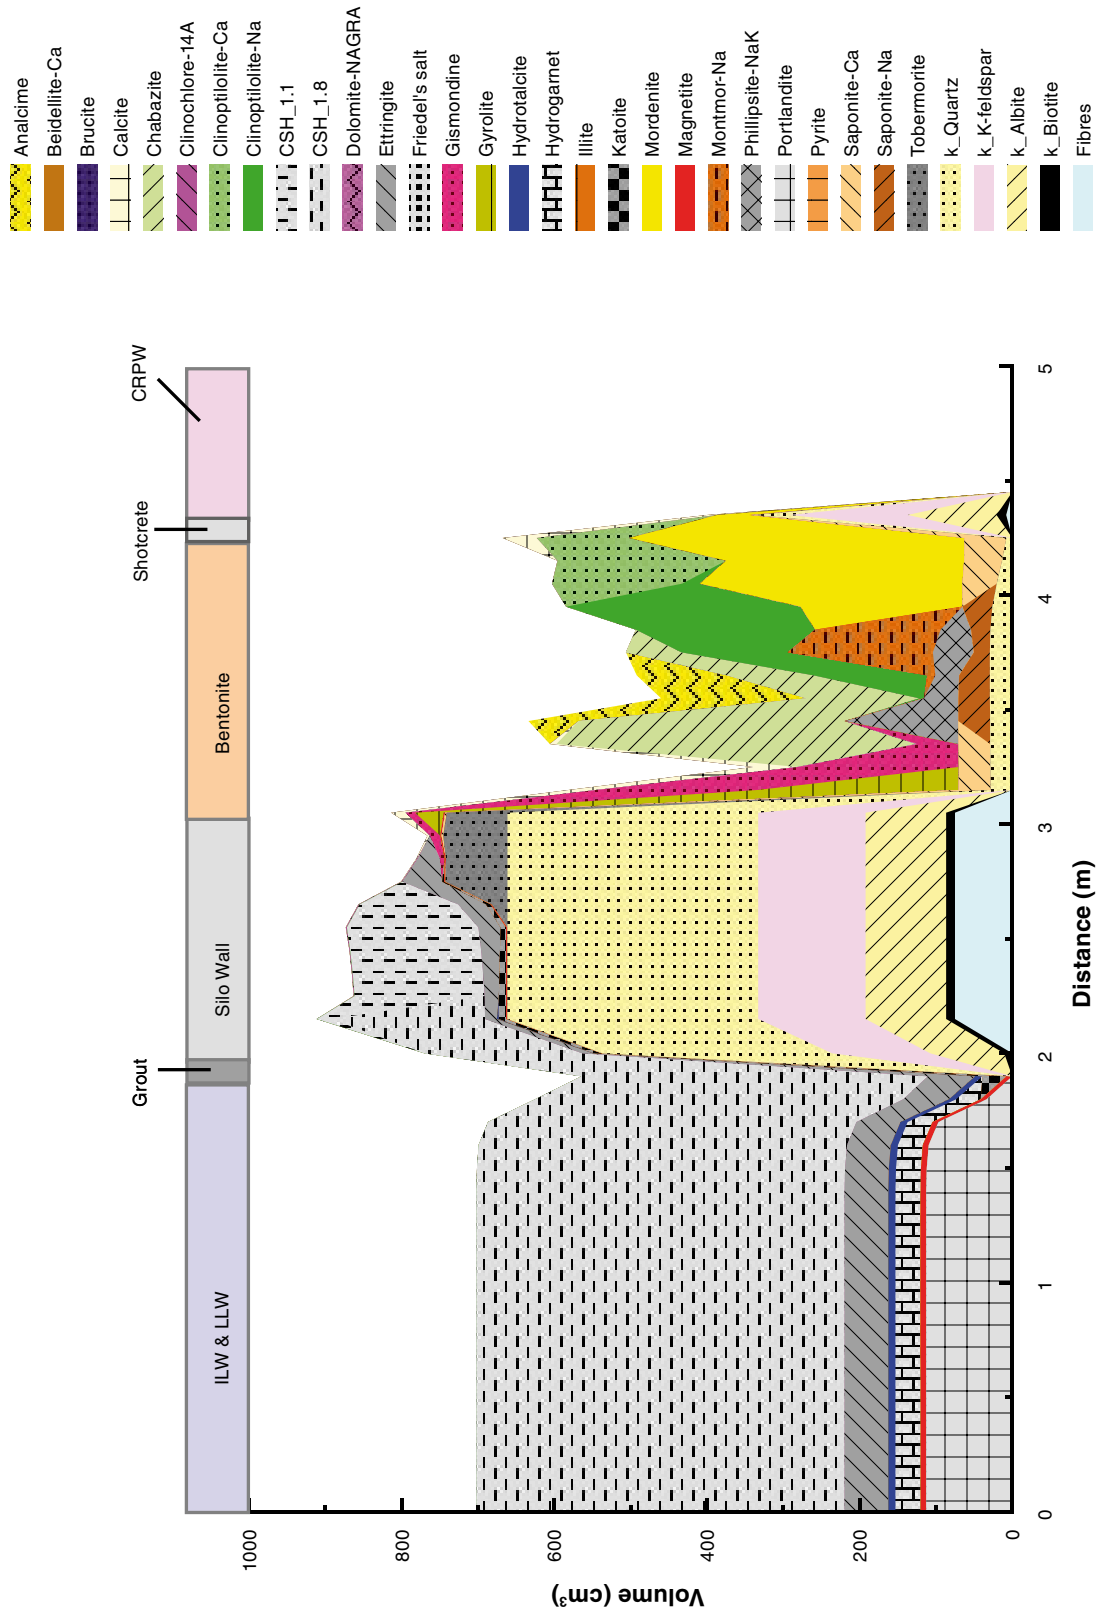 Grout
Shotcrete
CRPW
ILW & LLW
Silo Wall
Bentonite
Volume (cm³)
1000
800
600
400
200
0
0
1
2
3
4
5
Distance (m)
Analcime
Beidellite-Ca
Brucite
Calcite
Chabazite
Clinochlore-14A
Clinoptilolite-Ca
Clinoptilolite-Na
CSH_1.1
CSH_1.8
Dolomite-NAGRA
Ettringite
Friedel's salt
Gismondine
Gyrolite
Hydrotalcite
Hydrogarnet
Illite
Katoite
Mordenite
Magnetite
Montmor-Na
Phillipsite-NaK
Portlandite
Pyrite
Saponite-Ca
Saponite-Na
Tobermorite
k_Quartz
k_K-feldspar
k_Albite
k_Biotite
Fibres